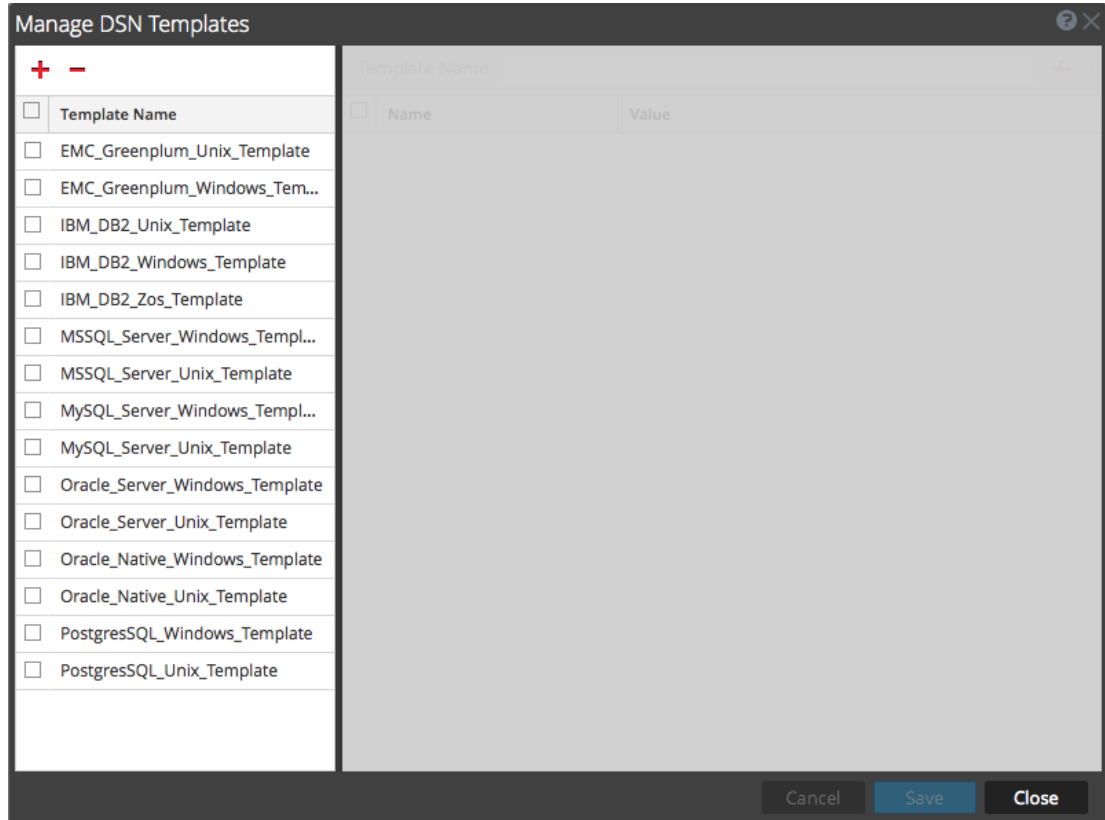 Manage DSN Templates
Template Name
Template Name
Name Value
EMC_Greenplum_Unix_Template
EMC_Greenplum_Windows_Tem...
IBM_DB2_Unix_Template
IBM_DB2_Windows_Template
IBM_DB2_Zos_Template
MSSQL_Server_Windows_Templ...
MSSQL_Server_Unix_Template
MySQL_Server_Windows_Templ...
MySQL_Server_Unix_Template
Oracle_Server_Windows_Template
Oracle_Server_Unix_Template
Oracle_Native_Windows_Template
Oracle_Native_Unix_Template
PostgresSQL_Windows_Template
PostgresSQL_Unix_Template
Cancel Save Close